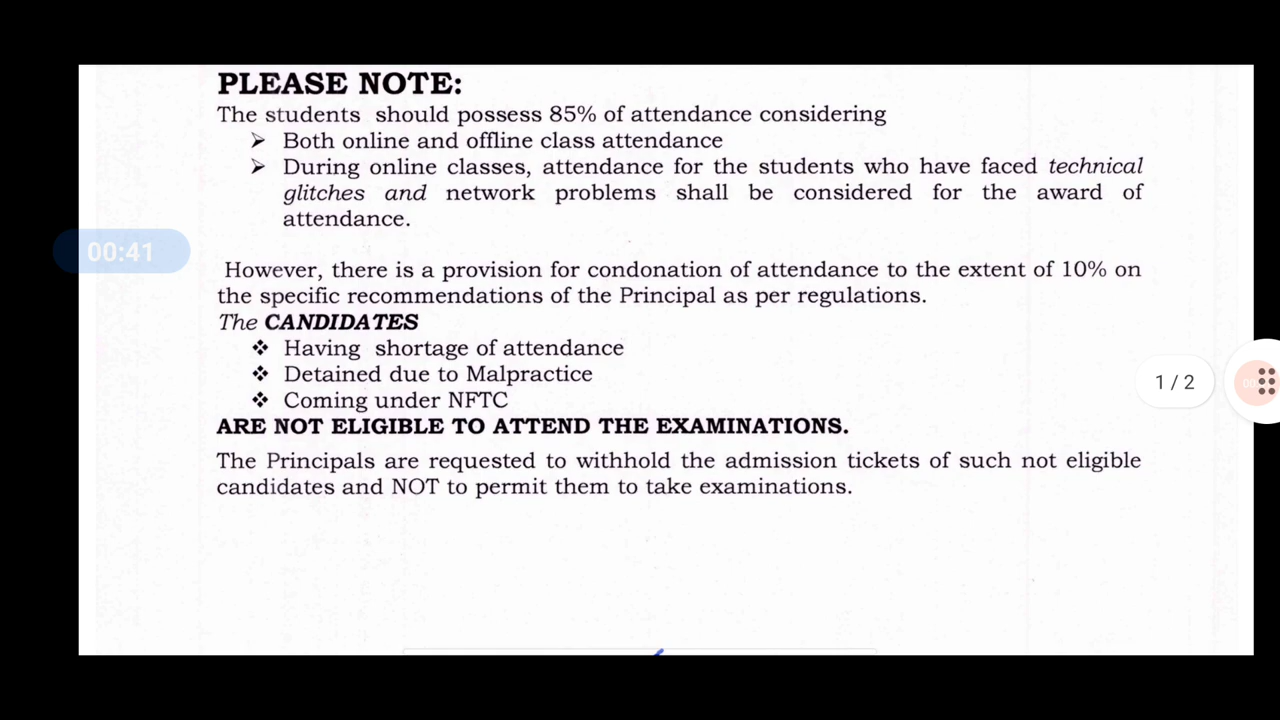 PLEASE NOTE:
The students should possess 85% of attendance considering
➢ Both online and offline class attendance
➢ During online classes, attendance for the students who have faced technical
glitches and network problems shall be considered for the award of
attendance.
00:41
However, there is a provision for condonation of attendance to the extent of 10% on
the specific recommendations of the Principal as per regulations.
The CANDIDATES
❖ Having shortage of attendance
❖ Detained due to Malpractice
1 / 2
❖ Coming under NFTC
ARE NOT ELIGIBLE TO ATTEND THE EXAMINATIONS.
The Principals are requested to withhold the admission tickets of such not eligible
candidates and NOT to permit them to take examinations.